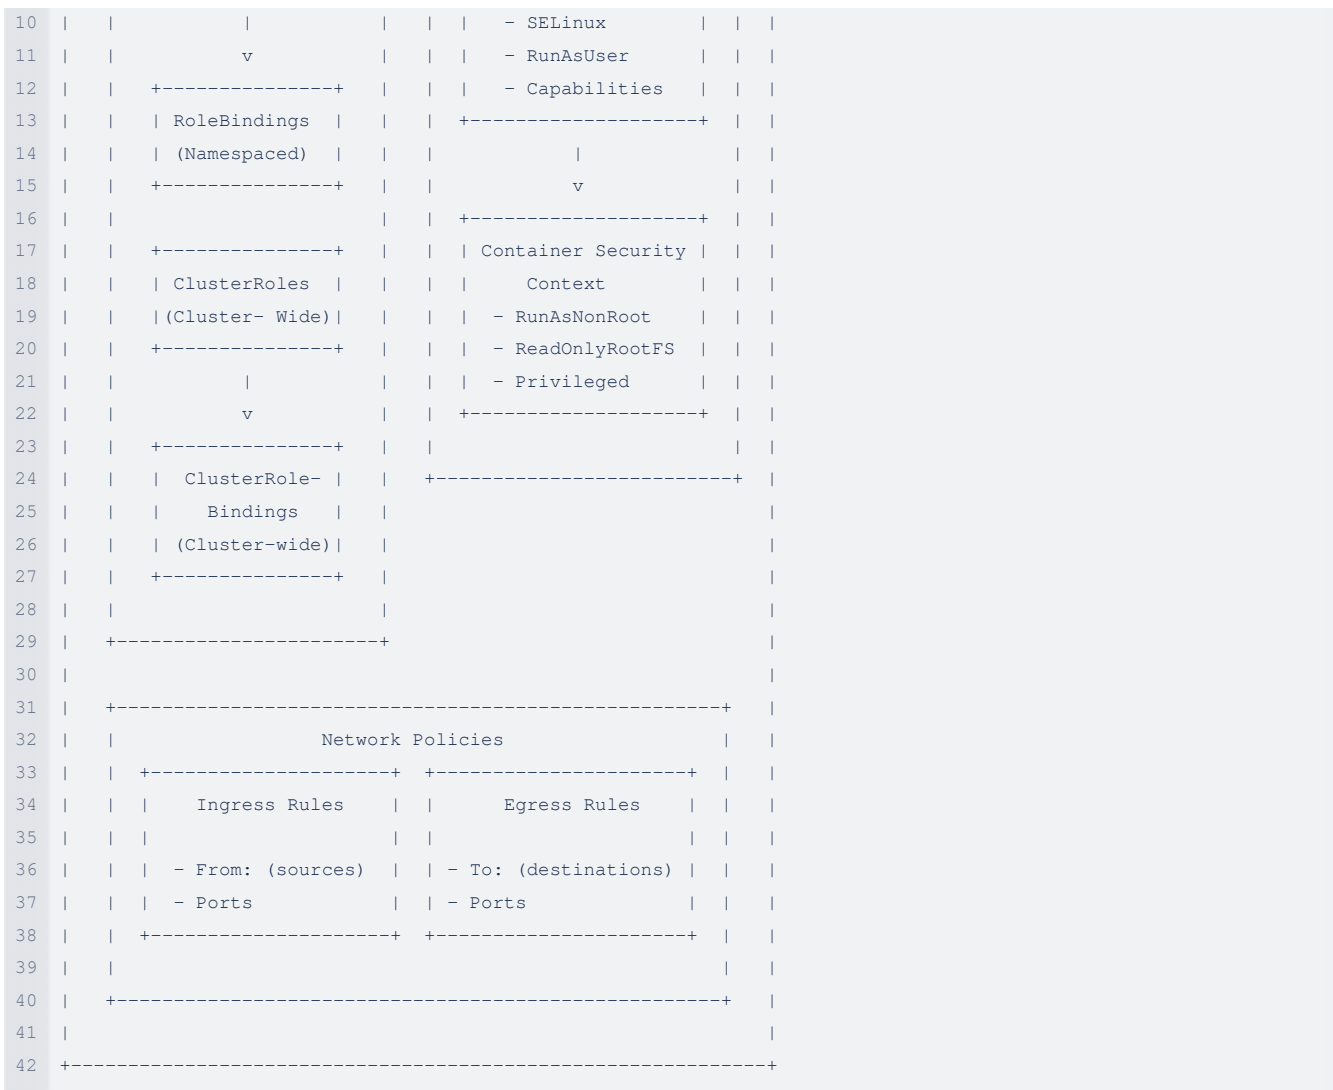 10 |   |           |           |   |  |   - SELinux        |  |  |
11 |   |           v           |   |  |   - RunAsUser      |  |  |
12 |   |   +---------------+   |   |  |   - Capabilities   |  |  |
13 |   |   | RoleBindings  |   |   |  +--------------------+  |  |
14 |   |   | (Namespaced)  |   |   |            |             |  |
15 |   |   +---------------+   |   |            v             |  |
16 |   |                       |   |  +--------------------+  |  |
17 |   |   +---------------+   |   |  | Container Security |  |  |
18 |   |   | ClusterRoles  |   |   |  |     Context        |  |  |
19 |   |   |(Cluster- Wide)|   |   |  |  - RunAsNonRoot    |  |  |
20 |   |   +---------------+   |   |  |  - ReadOnlyRootFS  |  |  |
21 |   |           |           |   |  |  - Privileged      |  |  |
22 |   |           v           |   |  +--------------------+  |  |
23 |   |   +---------------+   |   |                          |  |
24 |   |   |  ClusterRole- |   |   +--------------------------+  |
25 |   |   |    Bindings   |   |                                 |
26 |   |   | (Cluster-wide)|   |                                 |
27 |   |   +---------------+   |                                 |
28 |   |                       |                                 |
29 |   +-----------------------+                                 |
30 |                                                             |
31 |   +-----------------------------------------------------+   |
32 |   |                  Network Policies                   |   |
33 |   |  +---------------------+  +----------------------+  |   |
34 |   |  |    Ingress Rules    |  |      Egress Rules    |  |   |
35 |   |  |                     |  |                      |  |   |
36 |   |  |  - From: (sources)  |  | - To: (destinations) |  |   |
37 |   |  |  - Ports            |  | - Ports              |  |   |
38 |   |  +---------------------+  +----------------------+  |   |
39 |   |                                                     |   |
40 |   +-----------------------------------------------------+   |
41 |                                                             |
42 +-------------------------------------------------------------+